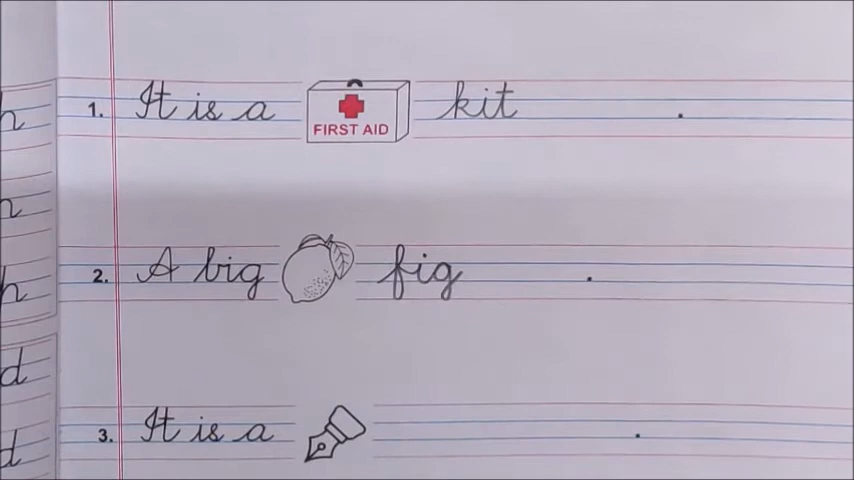 1. It is a FIRST AID kit .
2. A big fig .
3. It is a .
h
n
h
d
d